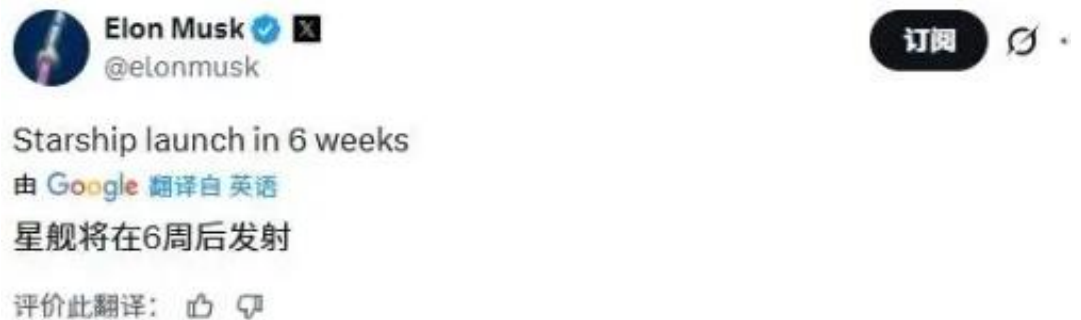 Elon Musk
订阅
@elonmusk
Starship launch in 6 weeks
由 Google 翻译自 英语
星舰将在6周后发射
评价此翻译：